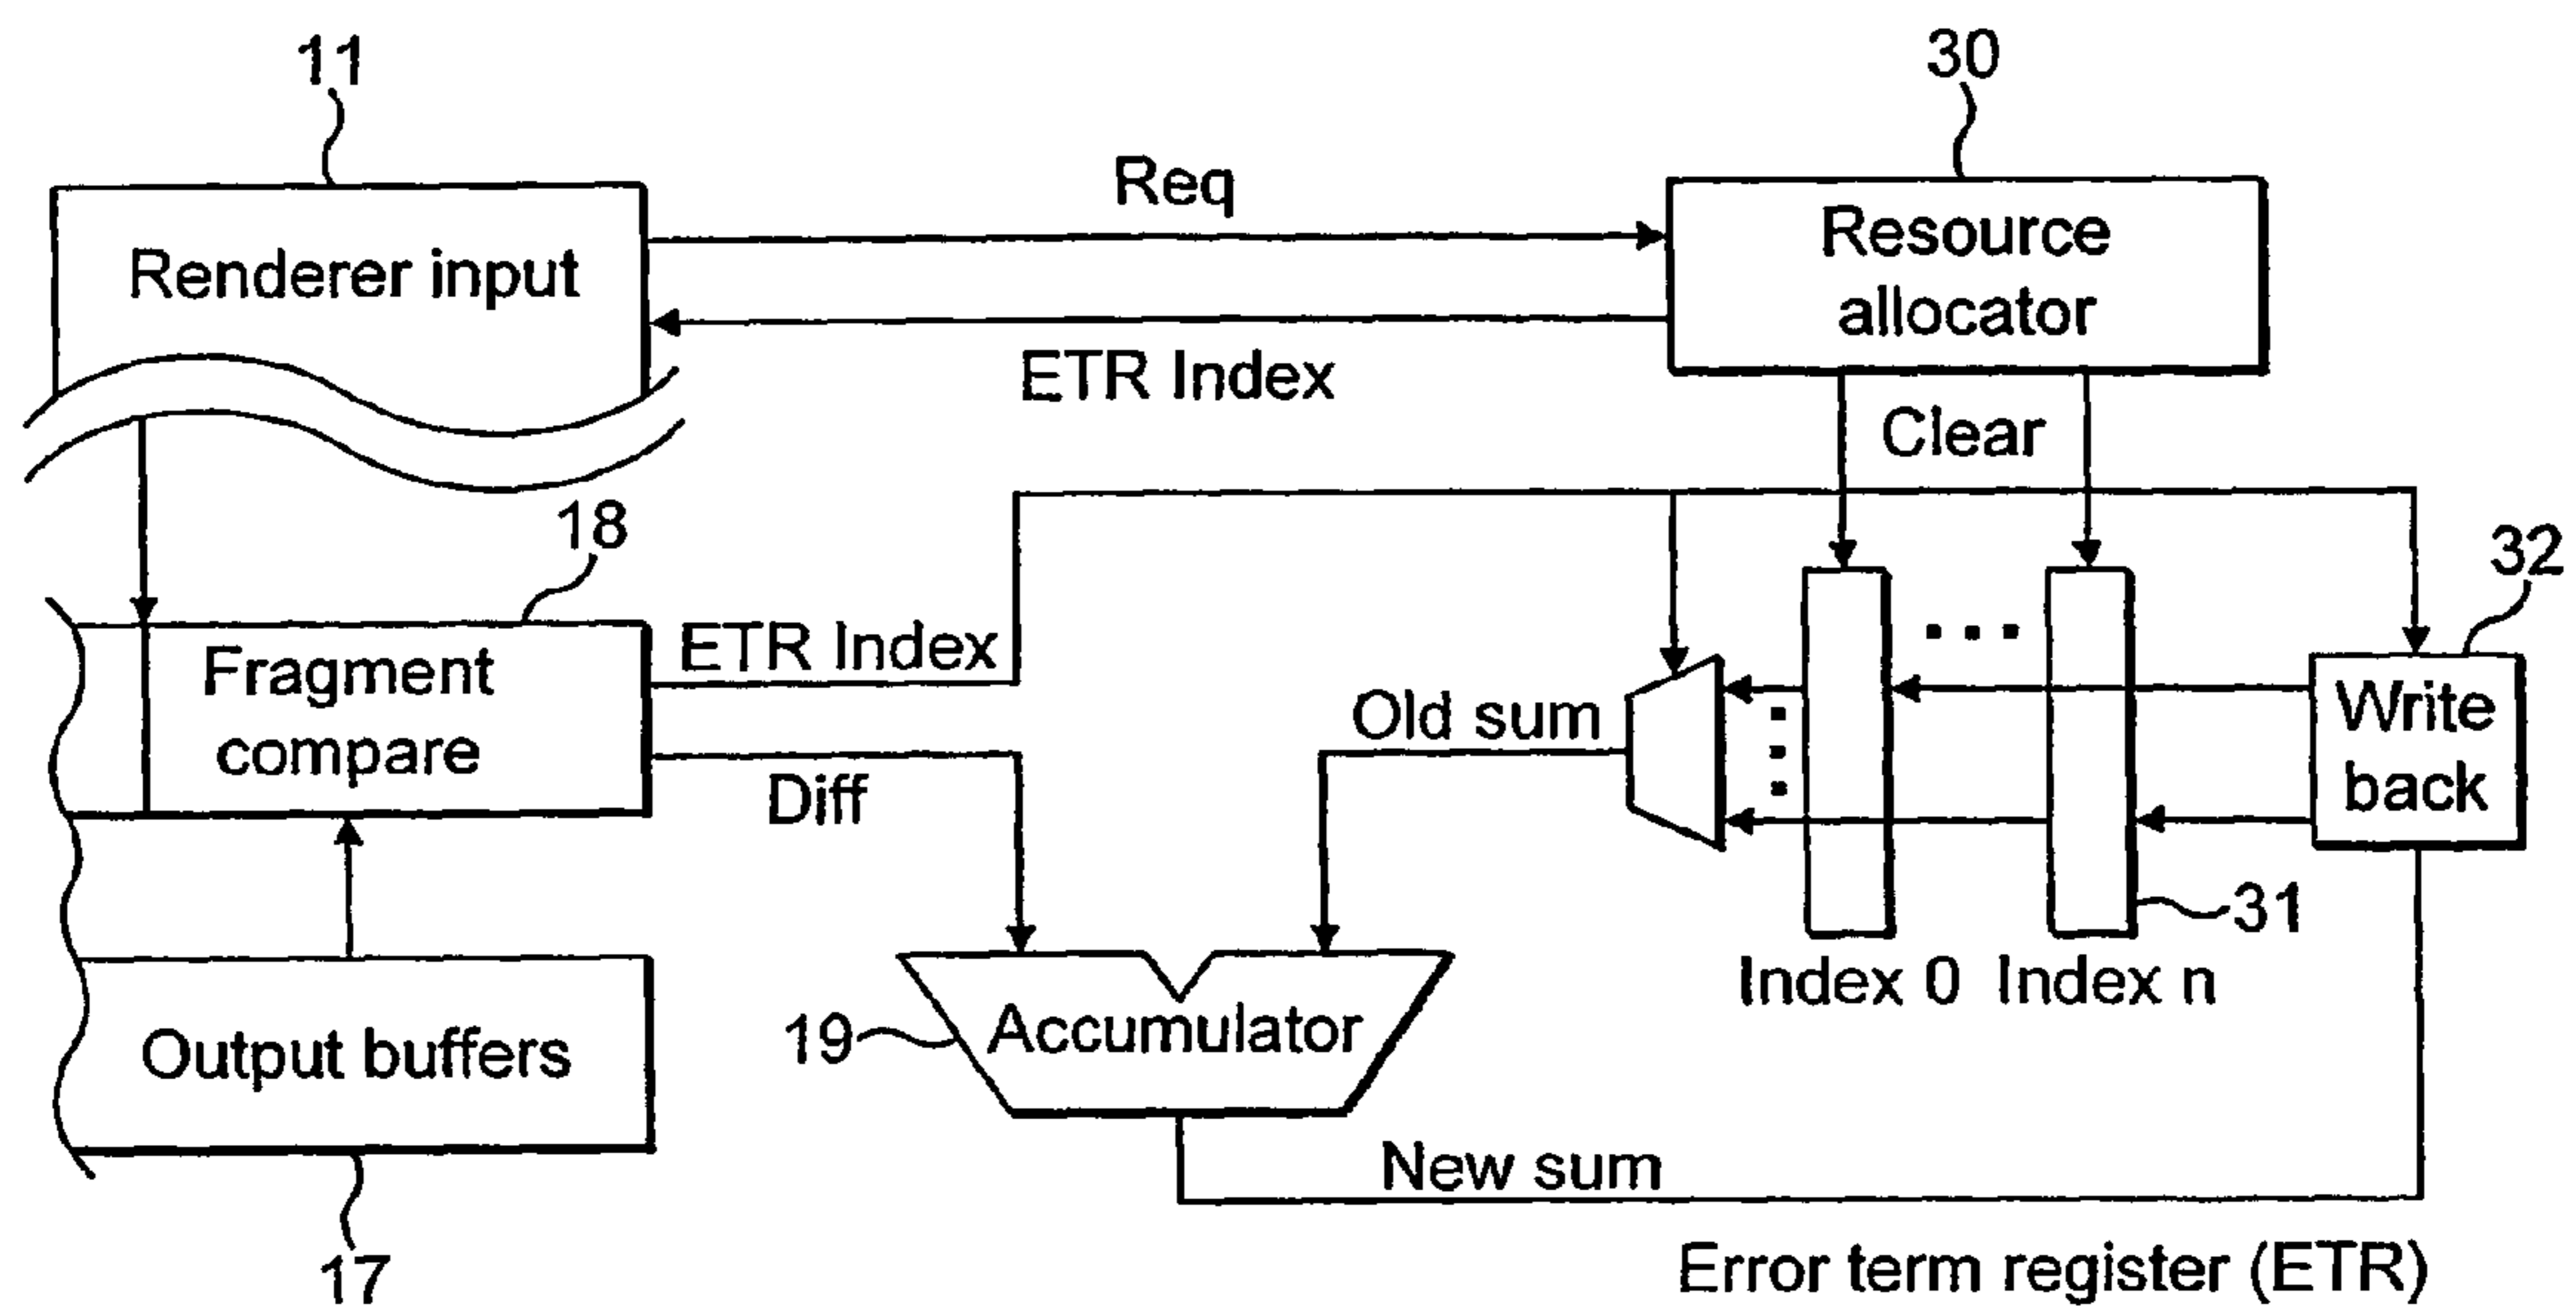 11
30
Req
Renderer input
Resource
allocator
ETR Index
Clear
18
32
Fragment
compare
ETR Index
Diff
Old sum
Write
back
31
Index 0 Index n
19
Accumulator
Output buffers
New sum
17
Error term register (ETR)